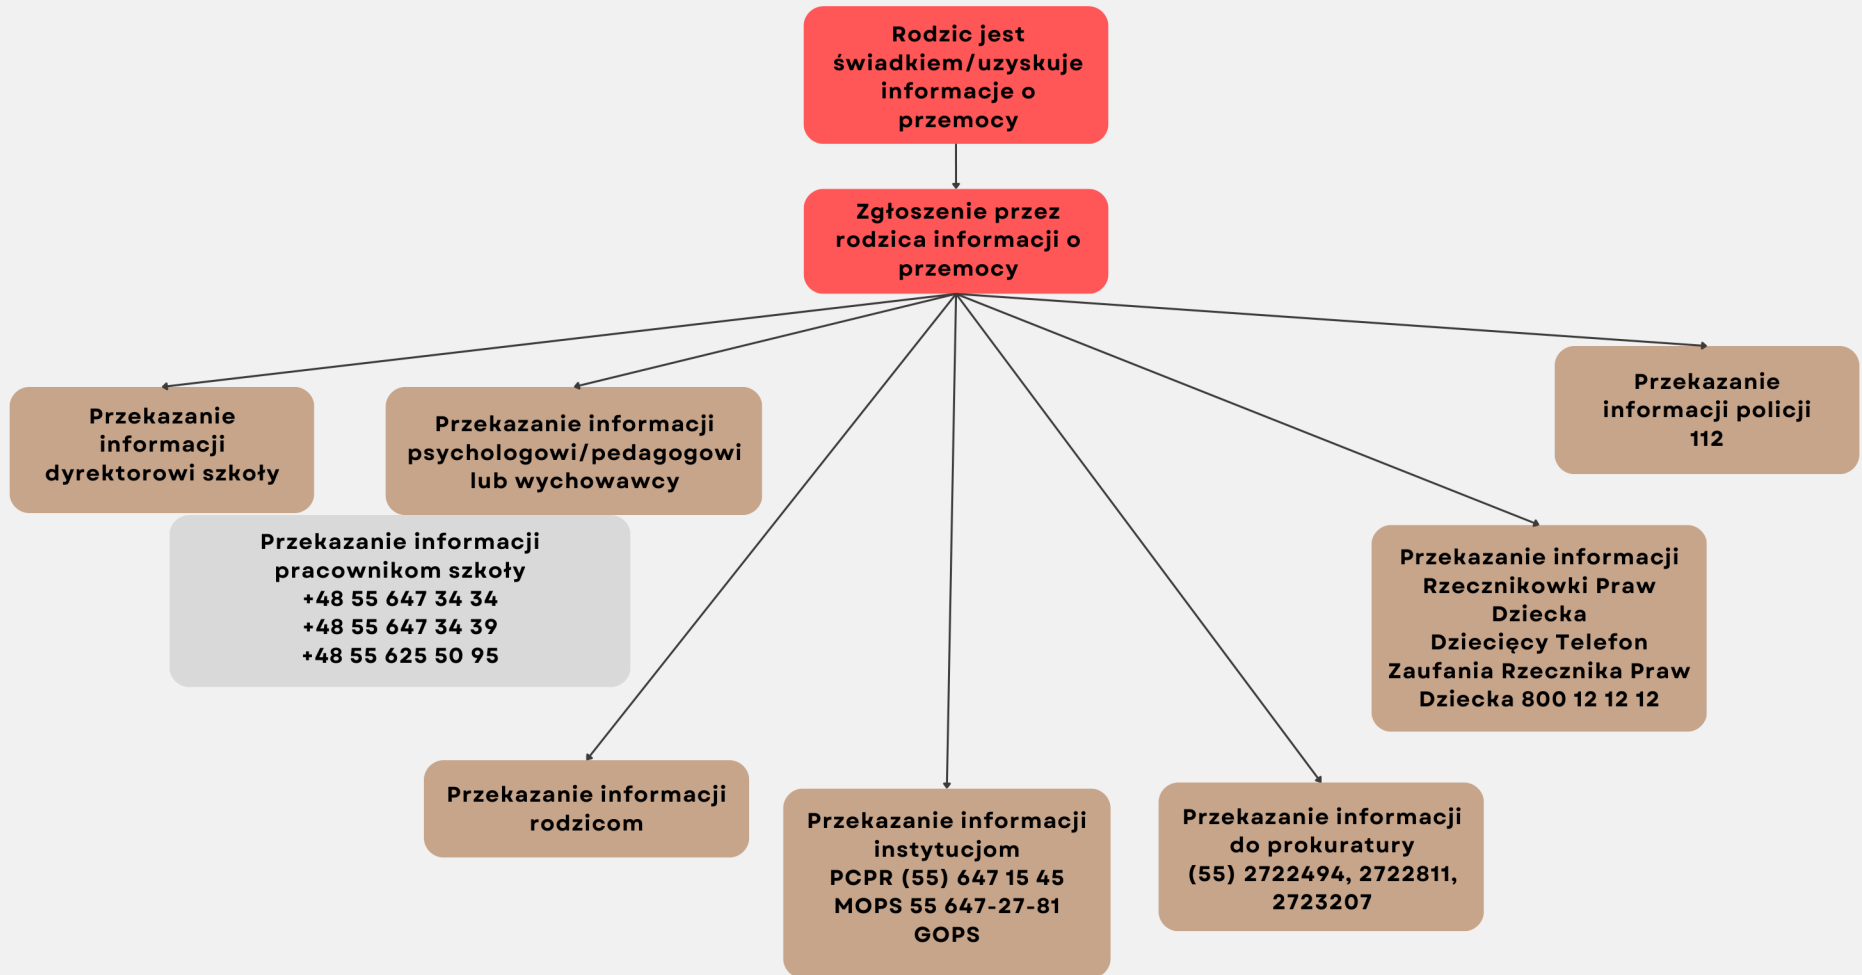 Rodzic jest
świadkiem/uzyskuje
informacje o
przemocy
Zgłoszenie przez
rodzica informacji o
przemocy
Przekazanie
informacji
dyrektorowi szkoły
Przekazanie informacji
psychologowi/pedagogowi
lub wychowawcy
Przekazanie
informacji policji
112
Przekazanie informacji
pracownikom szkoły
+48 55 647 34 34
+48 55 647 34 39
+48 55 625 50 95
Przekazanie informacji
Rzecznikowki Praw
Dziecka
Dziecięcy Telefon
Zaufania Rzecznika Praw
Dziecka 800 12 12 12
Przekazanie informacji
rodzicom
Przekazanie informacji
instytucjom
PCPR (55) 647 15 45
MOPS 55 647-27-81
GOPS
Przekazanie informacji
do prokuratury
(55) 2722494, 2722811,
2723207